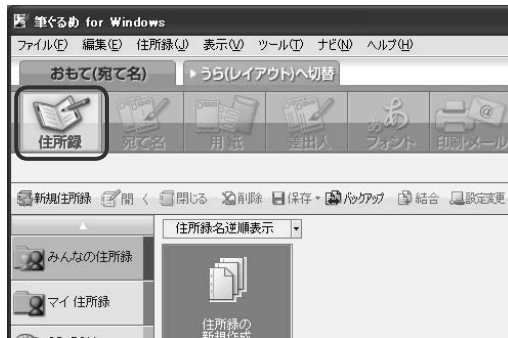 筆ぐるめ for Windows
ファイル(F) 編集(E) 住所録(J) 表示(V) ツール(T) ナビ(N) ヘルプ(H)
おもて(宛て名) うら(レイアウト)へ切替
住所録 宛て名 用紙 差出人 フォント 印刷・メール
新規住所録 開く 閉じる 削除 保存 バックアップ 結合 設定変更
住所録名逆順表示
みんなの住所録
マイ住所録
住所録の
新規作成